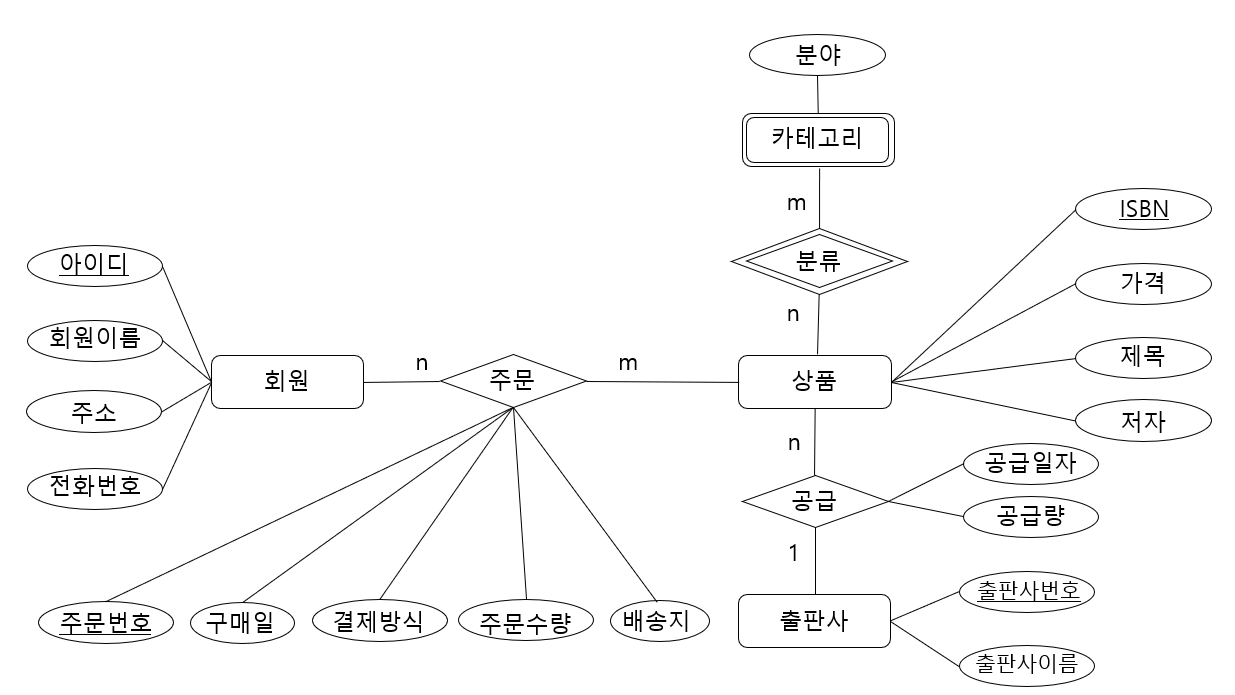 분야
카테고리
m
분류
n
ISBN
가격
제목
저자
아이디
회원이름
주소
전화번호
회원
n
주문
m
상품
n
공급
공급일자
공급량
1
출판사
출판사번호
출판사이름
주문번호
구매일
결제방식
주문수량
배송지